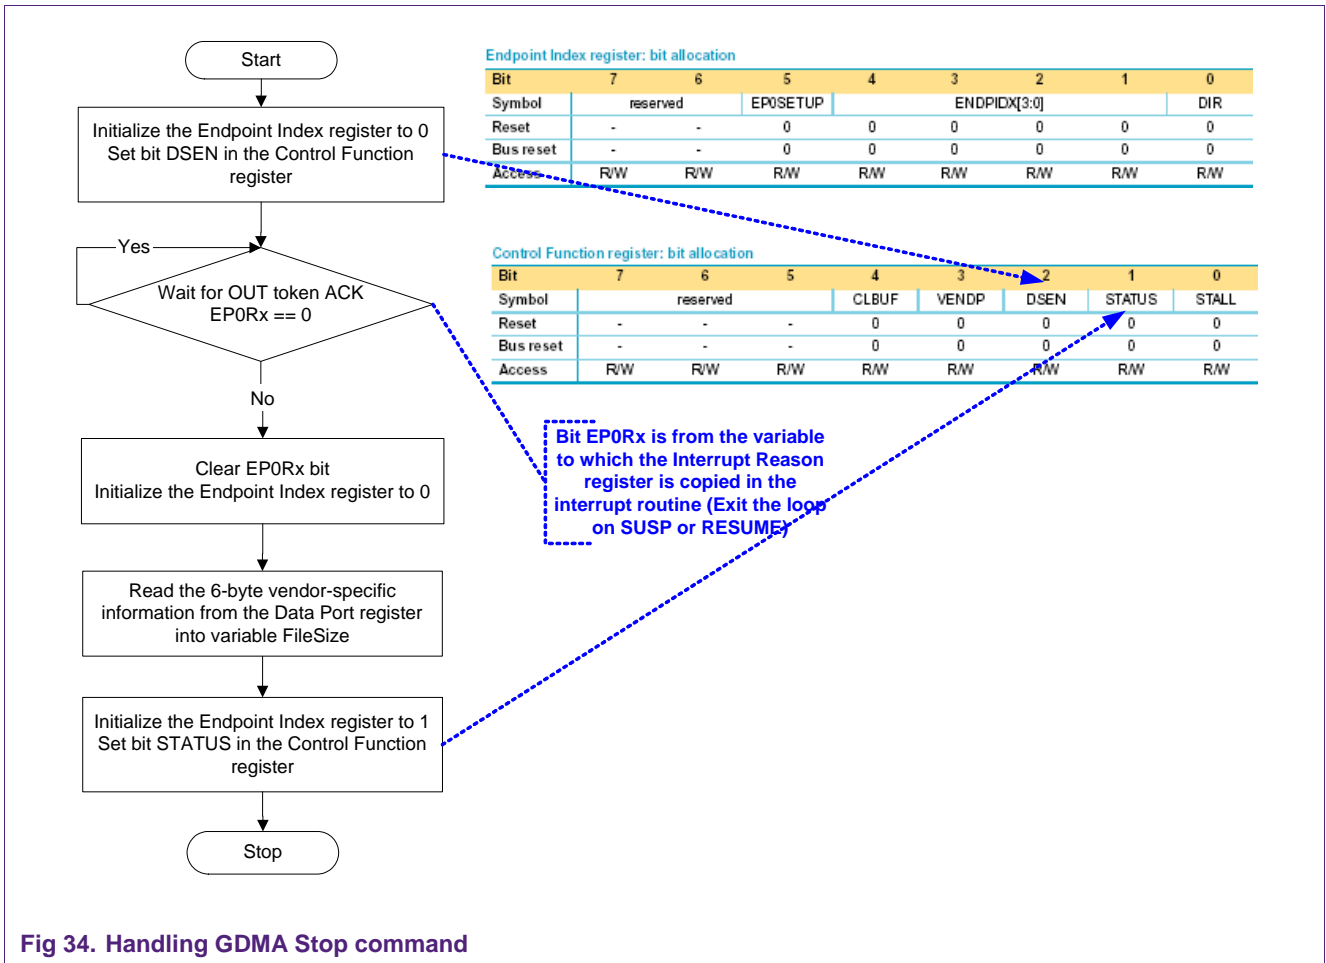 Start
Initialize the Endpoint Index register to 0
Set bit DSEN in the Control Function
register
Yes
Wait for OUT token ACK
EP0Rx == 0
No
Clear EP0Rx bit
Initialize the Endpoint Index register to 0
Read the 6-byte vendor-specific
information from the Data Port register
into variable FileSize
Initialize the Endpoint Index register to 1
Set bit STATUS in the Control Function
register
Stop
Endpoint Index register: bit allocation
Bit 7 6 5 4 3 2 1 0
Symbol reserved EP0SETUP ENDPIDX[3:0] DIR
Reset - - 0 0 0 0 0 0
Bus reset - - 0 0 0 0 0 0
Access R/W R/W R/W R/W R/W R/W R/W R/W
Control Function register: bit allocation
Bit 7 6 5 4 3 2 1 0
Symbol reserved CLBUF VENDP DSEN STATUS STALL
Reset - - - 0 0 0 0 0
Bus reset - - - 0 0 0 0 0
Access R/W R/W R/W R/W R/W R/W R/W R/W
Bit EP0Rx is from the variable
to which the Interrupt Reason
register is copied in the
interrupt routine (Exit the loop
on SUSP or RESUME)
Fig 34. Handling GDMA Stop command